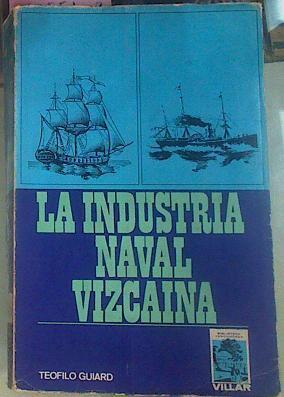 LA INDUSTRIA
NAVAL
VIZCAINA
TEOFILO GUIARD
VILLAR